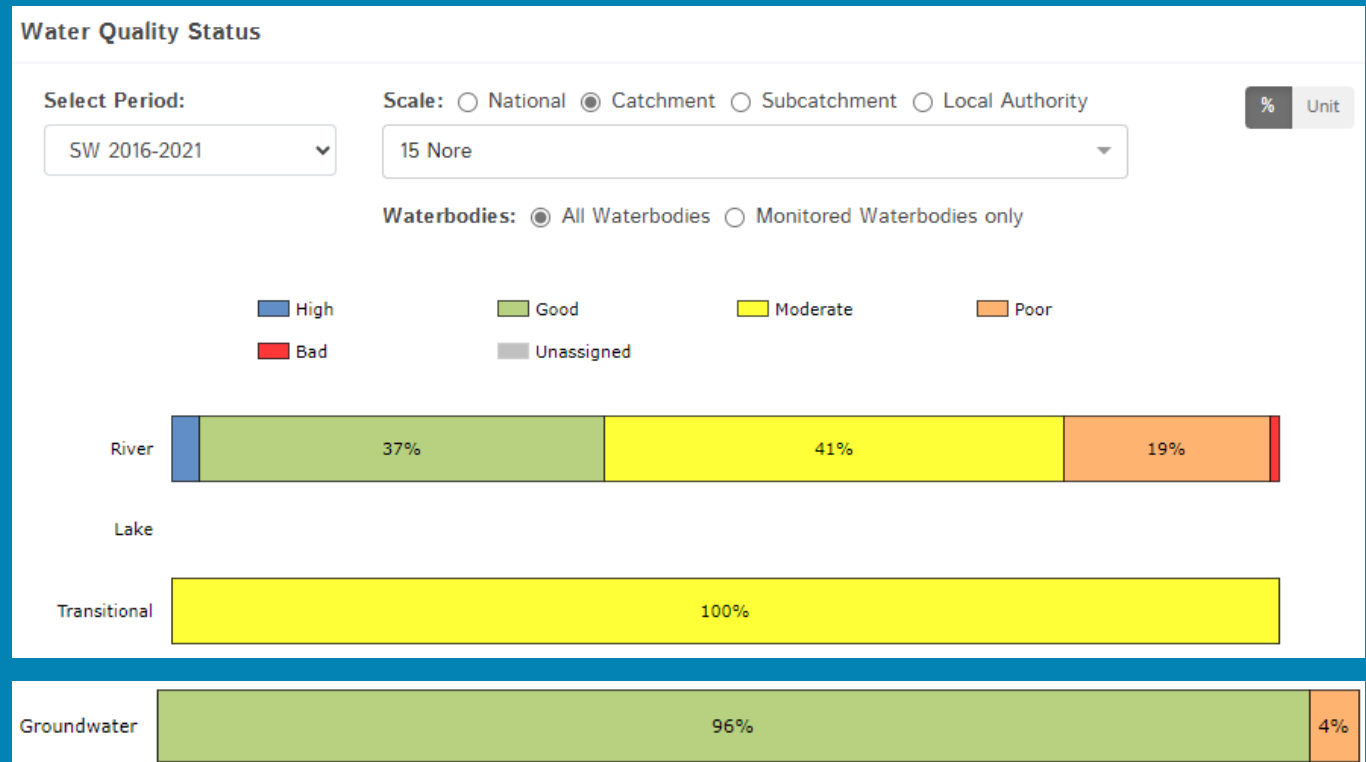 Water Quality Status
Select Period:
Scale: National Catchment Subcatchment Local Authority
% Unit
SW 2016-2021
15 Nore
Waterbodies: All Waterbodies Monitored Waterbodies only
High Good Moderate Poor
Bad Unassigned
River 37% 41% 19%
Lake
Transitional 100%
Groundwater 96% 4%